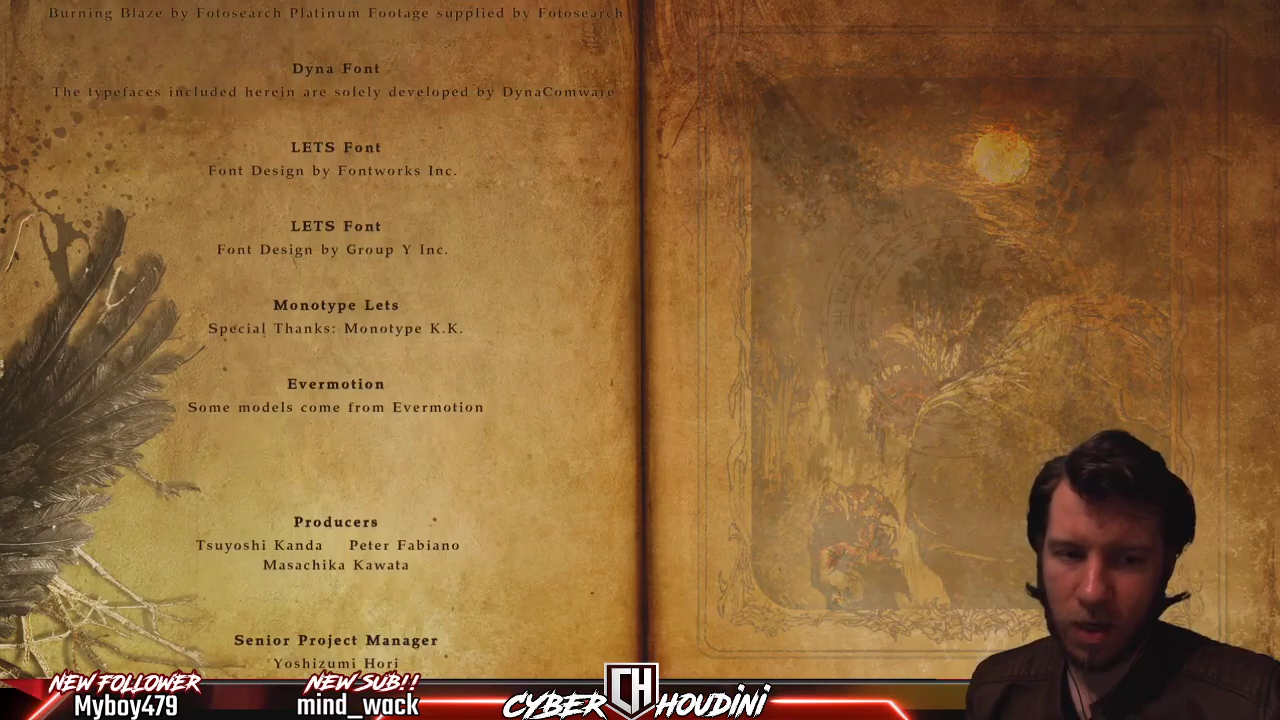 Burning Blaze by Fotosearch Platinum Footage supplied by Fotosearch
Dyna Font
The typefaces included herein are solely developed by DynaComware
LETS Font
Font Design by Fontworks Inc.
LETS Font
Font Design by Group Y Inc.
Monotype Lets
Special Thanks: Monotype K.K.
Evermotion
Some models come from Evermotion
Producers
Tsuyoshi Kanda Peter Fabiano
Masachika Kawata
Senior Project Manager
Yoshizumi Hori
NEW FOLLOWER
Myboy479
NEW SUB!!
mind_wack
CYBER CH HOUDINI